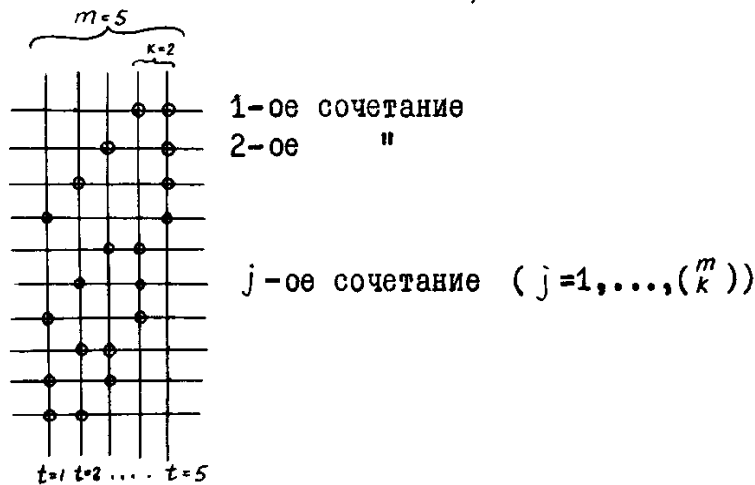 m=5
к=2
1-ое сочетание
2-ое "
j-ое сочетание (j=1,...,(m k))
t=1 t=2 .... t=5